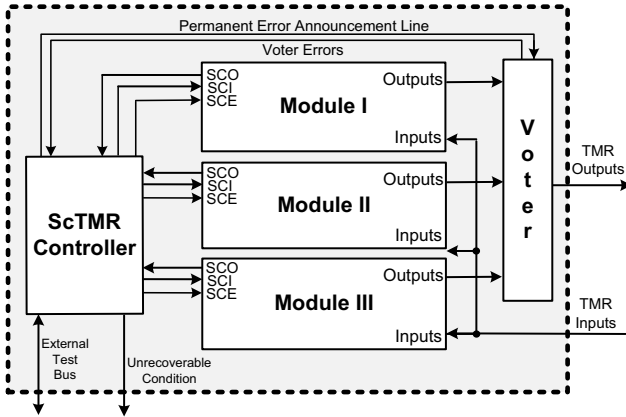 Permanent Error Announcement Line
Voter Errors
SCO
SCI
SCE
Module I
Outputs
Inputs
SCO
SCI
SCE
Module II
Outputs
Inputs
SCO
SCI
SCE
Module III
Outputs
Inputs
ScTMR
Controller
V
o
t
e
r
TMR
Outputs
TMR
Inputs
External
Test
Bus
Unrecoverable
Condition